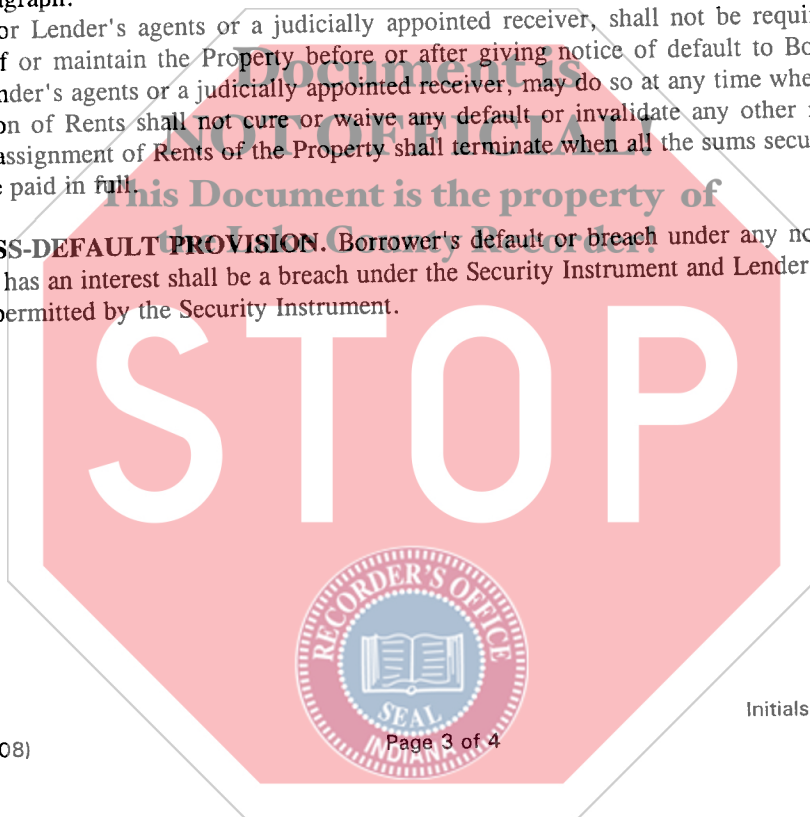 agraph.
or Lender's agents or a judicially appointed receiver, shall not be requi
f or maintain the Property before or after giving notice of default to Bo
nder's agents or a judicially appointed receiver, may do so at any time whe
on of Rents shall not cure or waive any default or invalidate any other
assignment of Rents of the Property shall terminate when all the sums secu
e paid in full.
SS-DEFAULT PROVISION. Borrower's default or breach under any no
has an interest shall be a breach under the Security Instrument and Lender
permitted by the Security Instrument.
Document is
NOT OFFICIAL!
This Document is the property of
the Lake County Recorder!
STOP
RECORDER'S OFFICE
SEAL
INDIANA
Initials
Page 3 of 4
08)